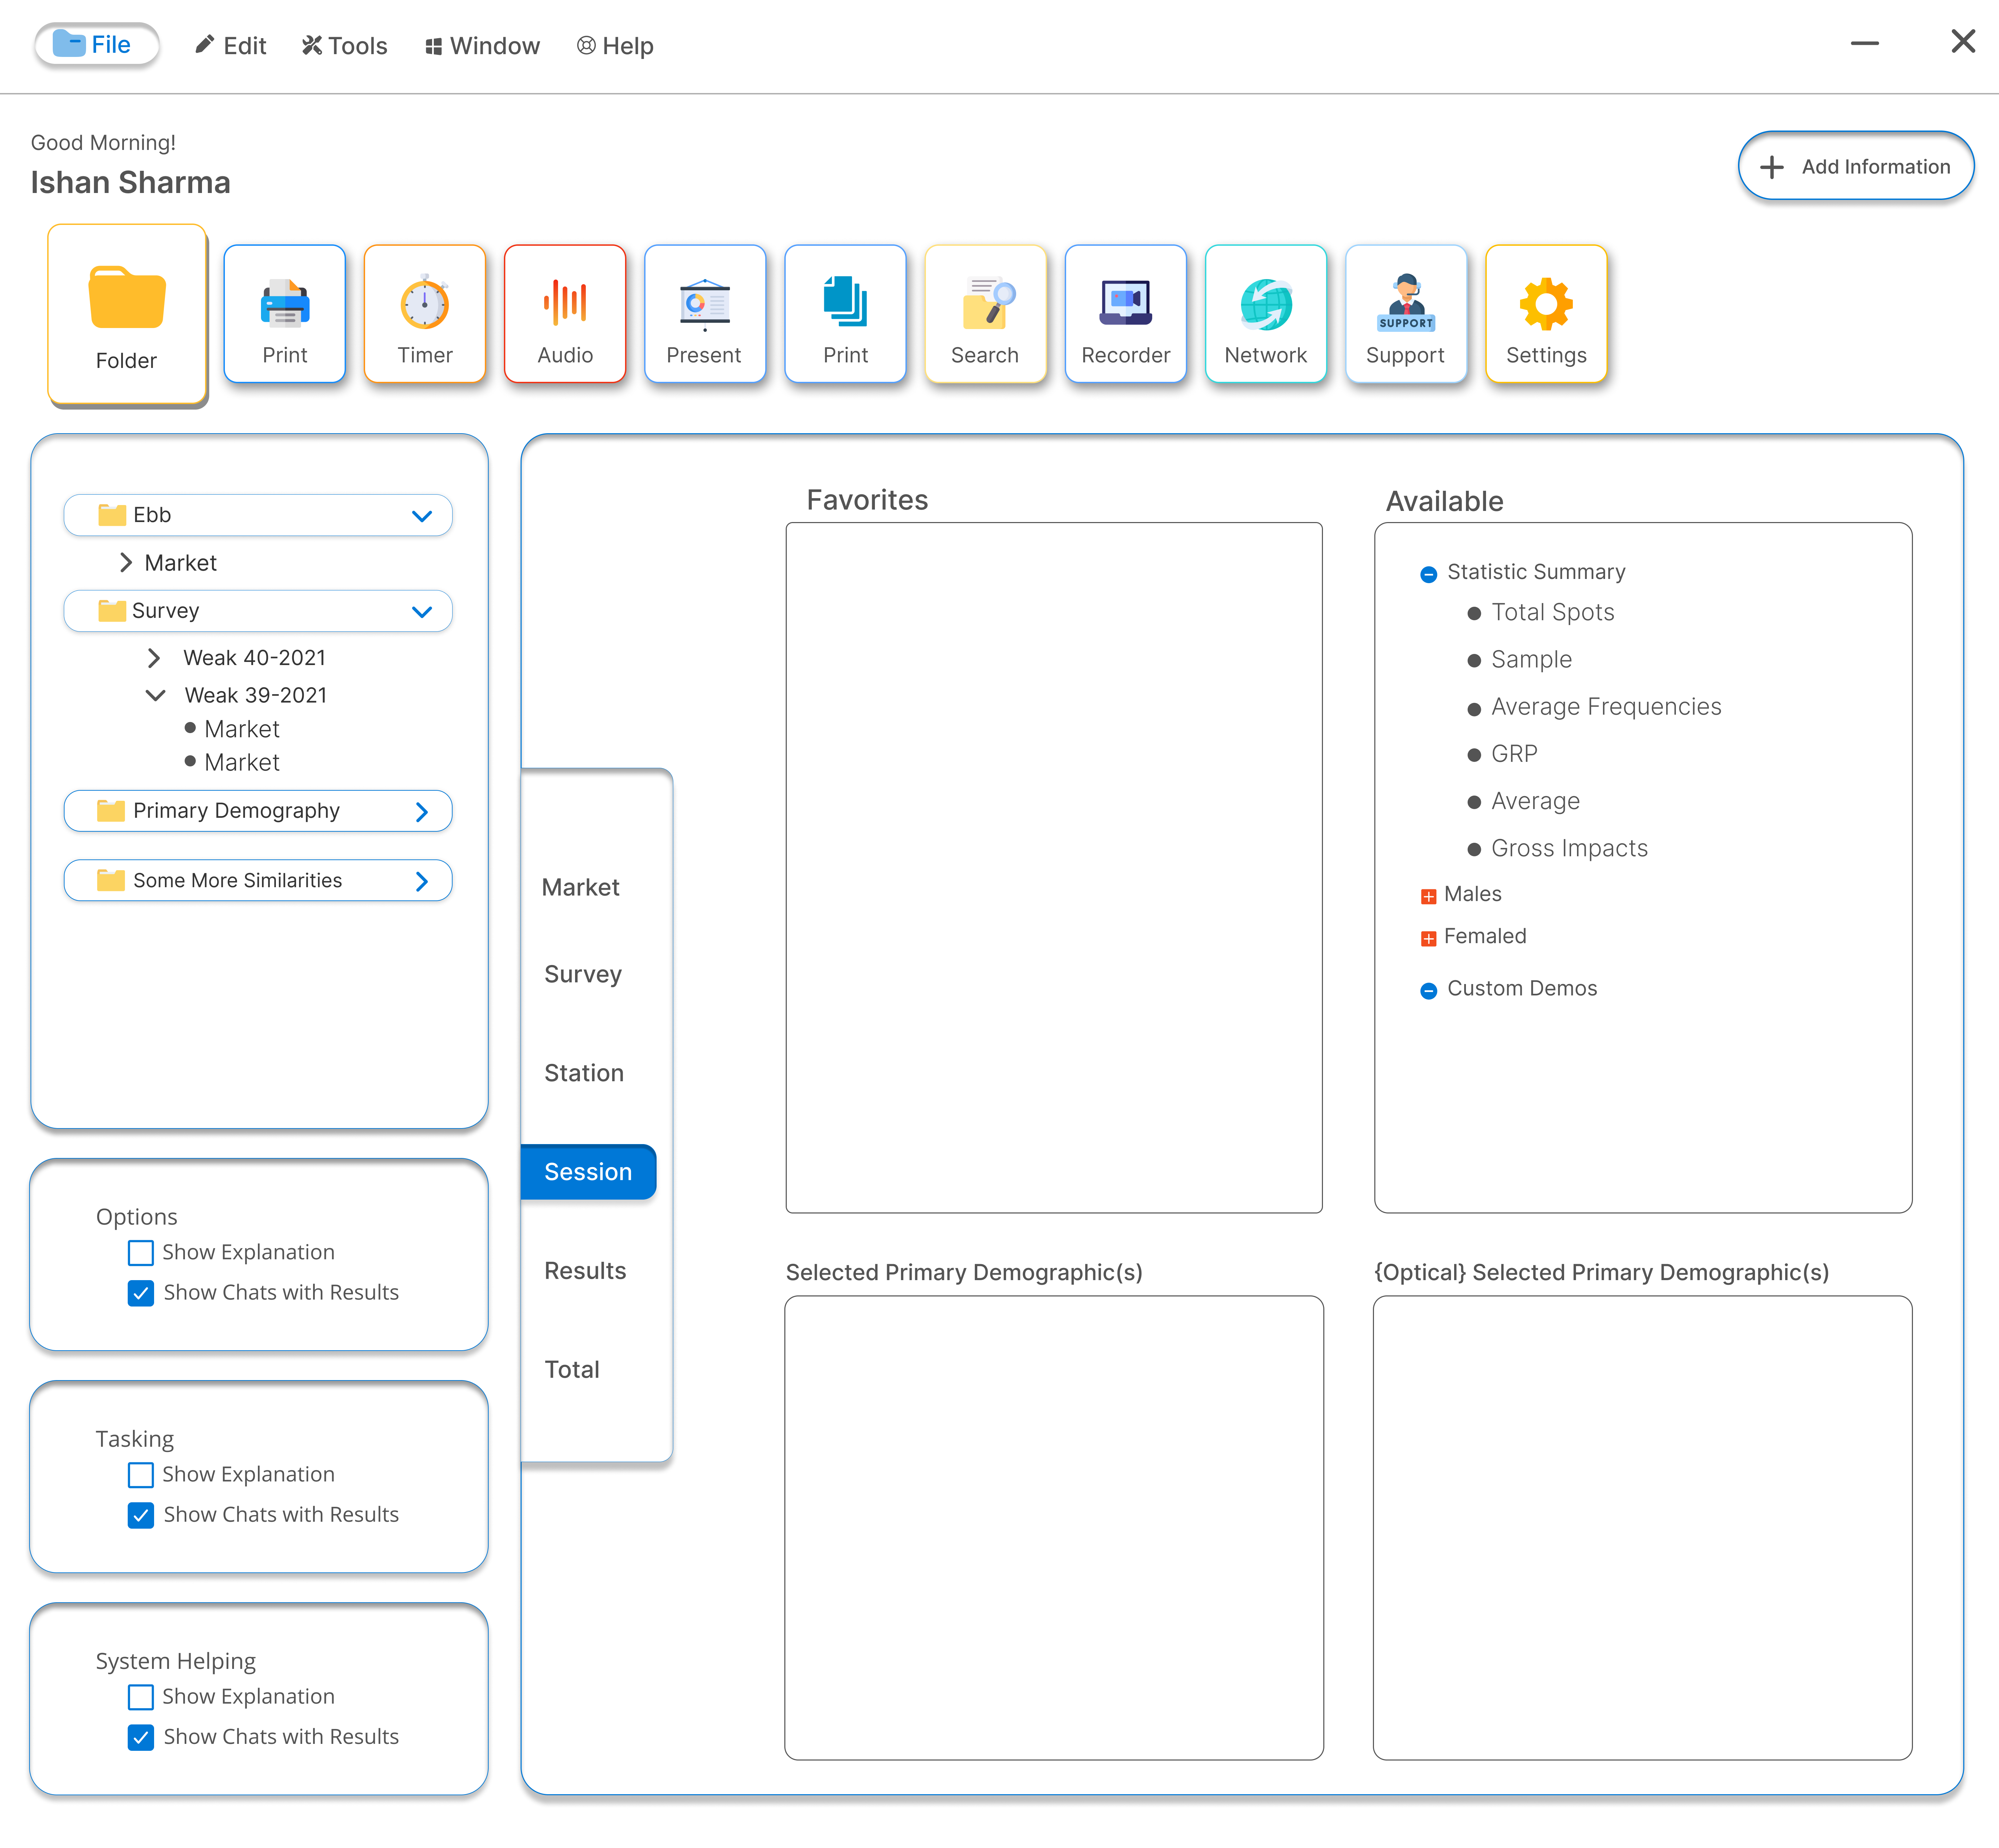 File Edit Tools Window Help
Good Morning!
Ishan Sharma
Add Information
Folder Print Timer Audio Present Print Search Recorder Network Support Settings
SUPPORT
Ebb
Market
Survey
Weak 40-2021
Weak 39-2021
Market
Market
Primary Demography
Some More Similarities
Options
Show Explanation
Show Chats with Results
Tasking
Show Explanation
Show Chats with Results
System Helping
Show Explanation
Show Chats with Results
Market
Survey
Station
Session
Results
Total
Favorites
Available
Statistic Summary
Total Spots
Sample
Average Frequencies
GRP
Average
Gross Impacts
Males
Femaled
Custom Demos
Selected Primary Demographic(s)
{Optical} Selected Primary Demographic(s)